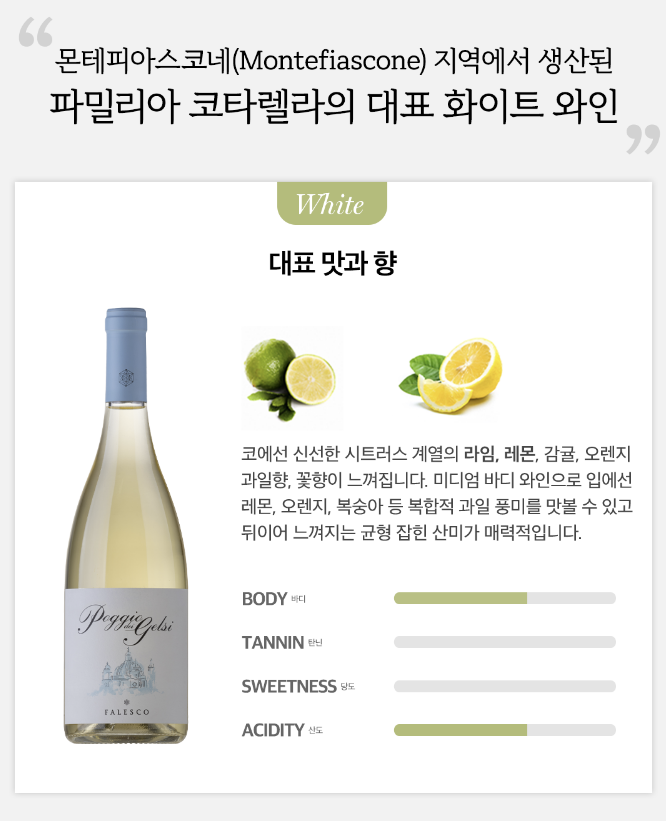 “
몬테피아스코네(Montefiascone) 지역에서 생산된
파밀리아 코타렐라의 대표 화이트 와인
”
White
대표 맛과 향
코에선 신선한 시트러스 계열의 라임, 레몬, 감귤, 오렌지
과일향, 꽃향이 느껴집니다. 미디엄 바디 와인으로 입에선
레몬, 오렌지, 복숭아 등 복합적 과일 풍미를 맛볼 수 있고
뒤이어 느껴지는 균형 잡힌 산미가 매력적입니다.
BODY 바디
TANNIN 탄닌
SWEETNESS 당도
ACIDITY 산도
Poggio
dei Gelsi
FALESCO